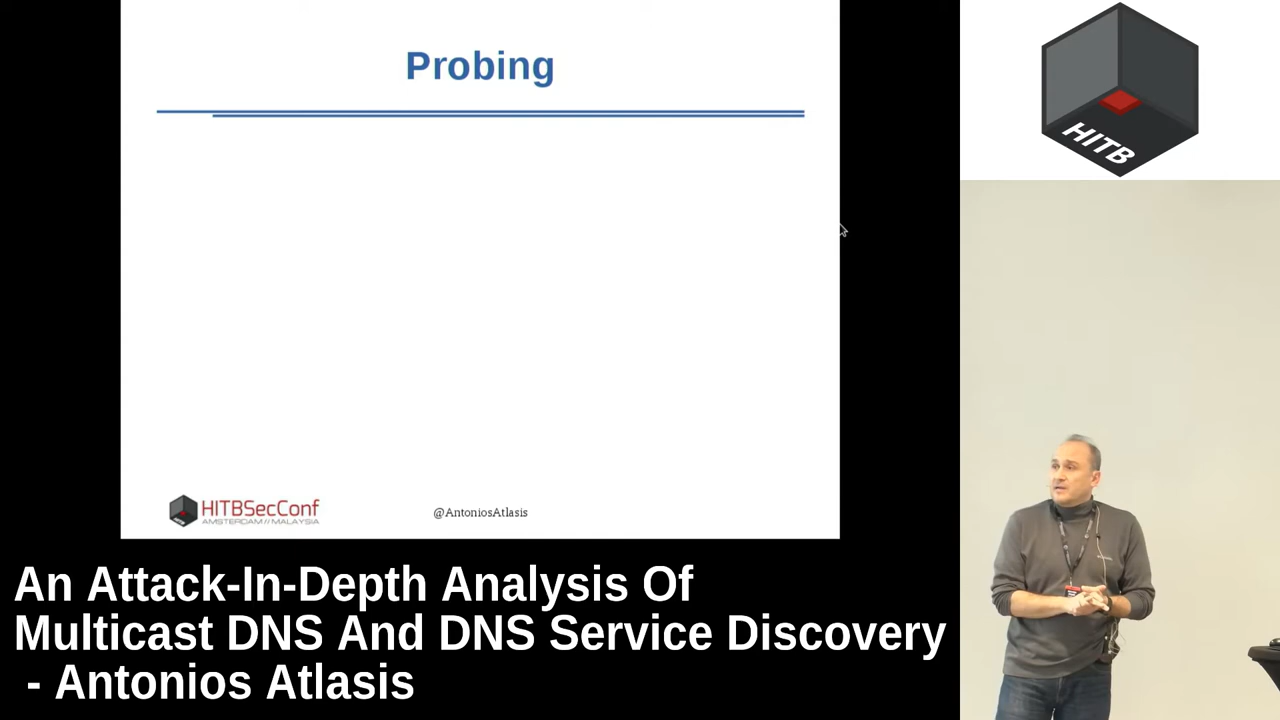 Probing
HITB
HITBSecConf
AMSTERDAM // MALAYSIA
@AntoniosAtlasis
An Attack-In-Depth Analysis Of
Multicast DNS And DNS Service Discovery
- Antonios Atlasis